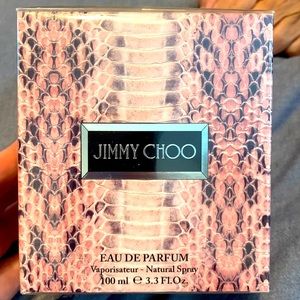 JIMMY CHOO
EAU DE PARFUM
Vaporisateur - Natural Spray
100 ml ℮ 3.3 FL.Oz.